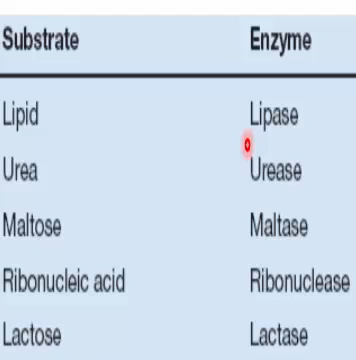 Substrate Enzyme
Lipid Lipase
Urea Urease
Maltose Maltase
Ribonucleic acid Ribonuclease
Lactose Lactase